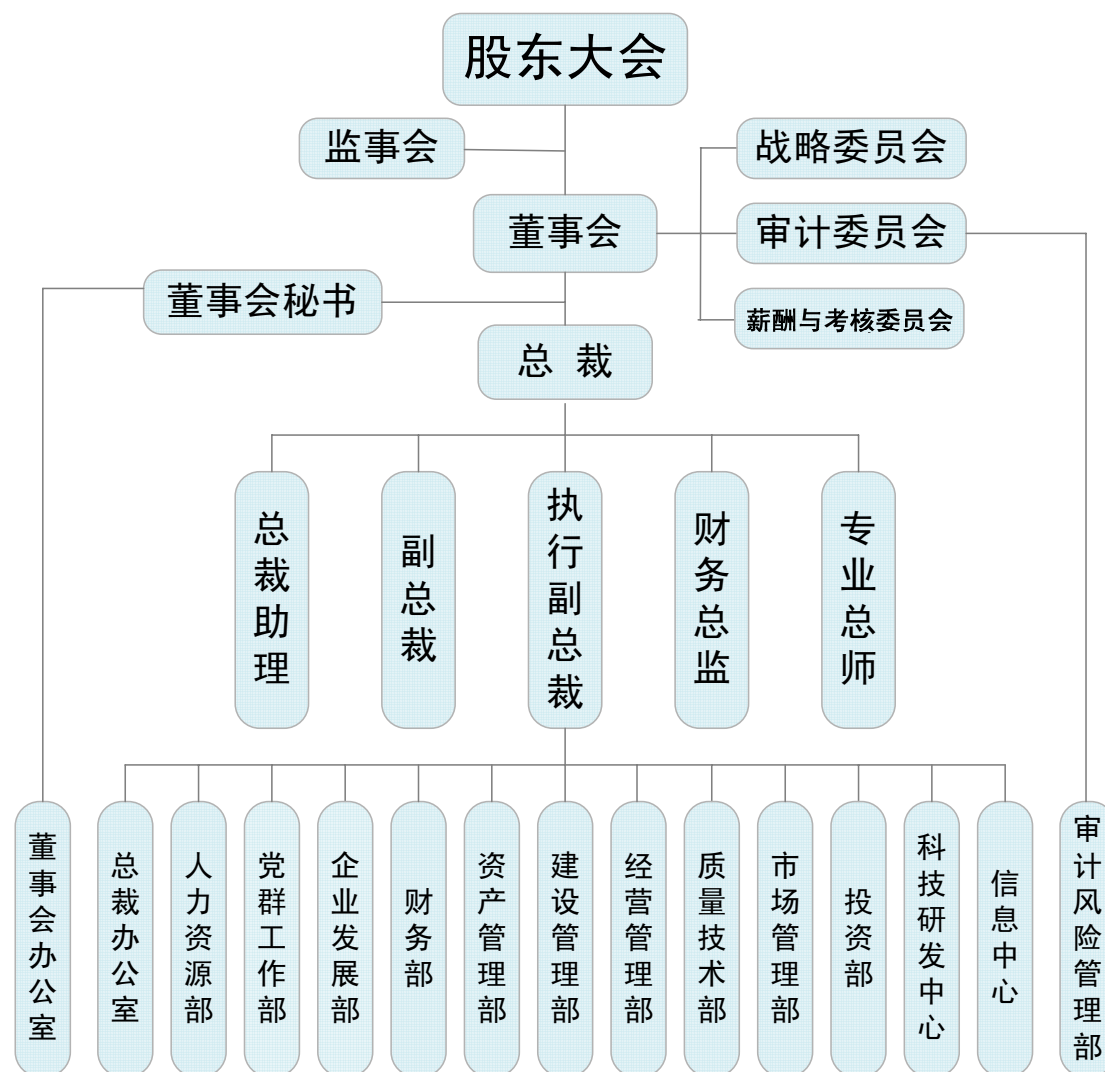 股东大会
监事会
战略委员会
董事会
审计委员会
董事会秘书
薪酬与考核委员会
总 裁
总裁助理
副总裁
执行副总裁
财务总监
专业总师
董事会办公室
总裁办公室
人力资源部
党群工作部
企业发展部
财务部
资产管理部
建设管理部
经营管理部
质量技术部
市场管理部
投资部
科技研发中心
信息中心
审计风险管理部